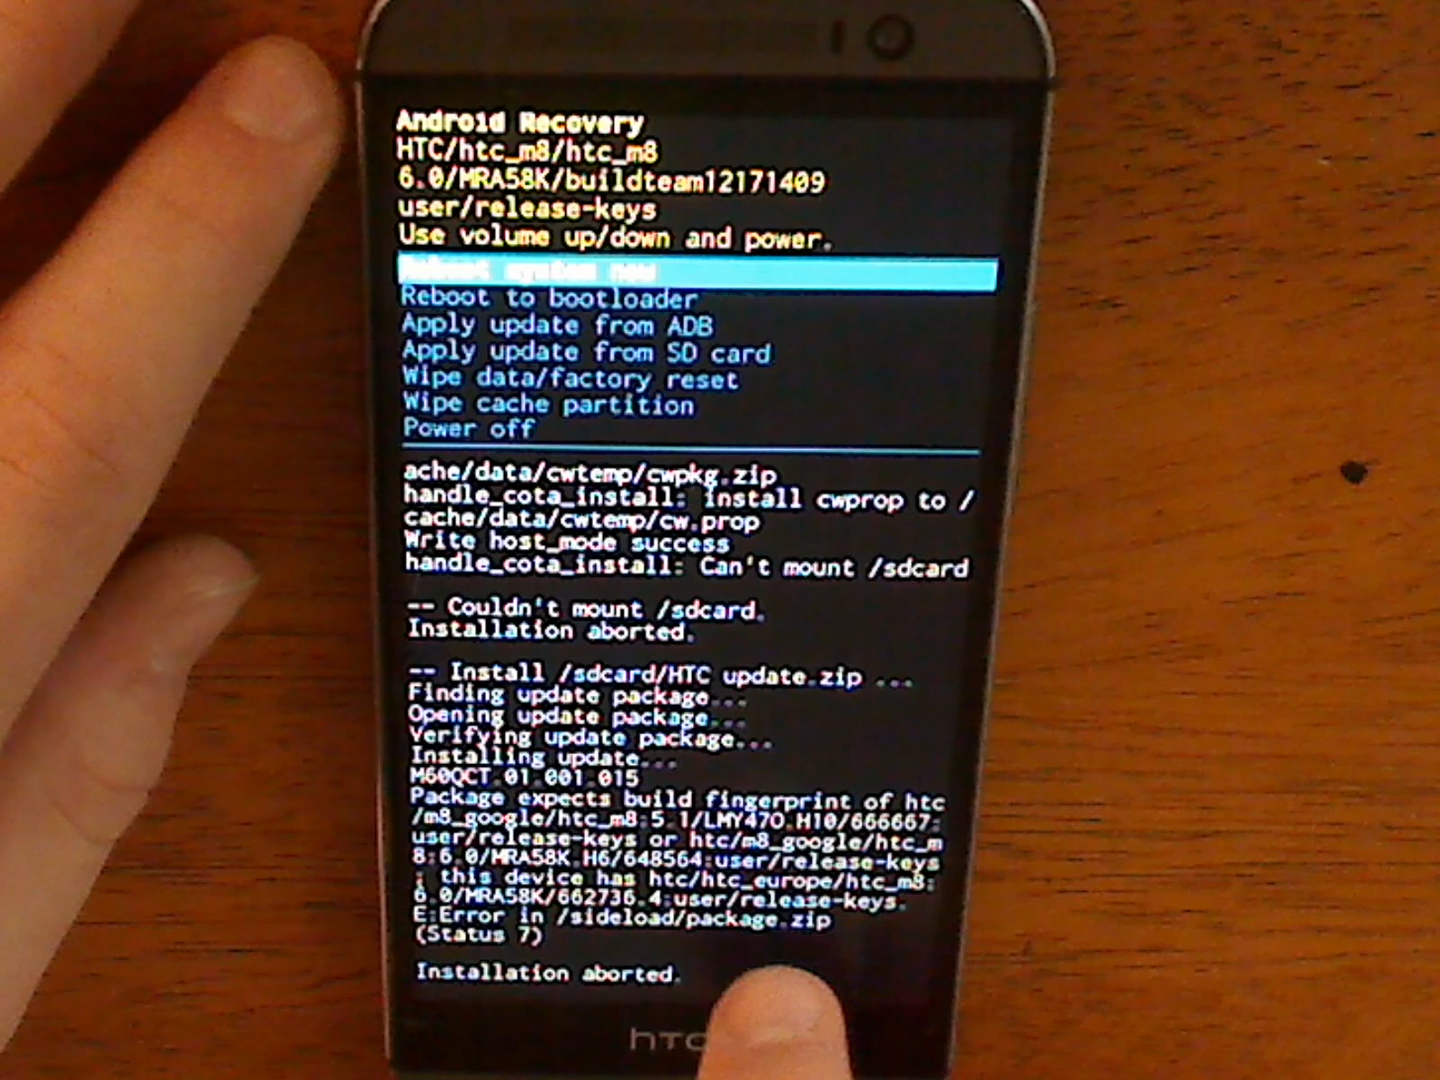 Android Recovery
HTC/htc_m8/htc_m8
6.0/MRA58K/buildteam12171409
user/release-keys
Use volume up/down and power.
Reboot system now
Reboot to bootloader
Apply update from ADB
Apply update from SD card
Wipe data/factory reset
Wipe cache partition
Power off
ache/data/cwtemp/cwpkg.zip
handle_cota_install: install cwprop to /
cache/data/cwtemp/cw.prop
Write host_mode success
handle_cota_install: Can't mount /sdcard
-- Couldn't mount /sdcard.
Installation aborted.
-- Install /sdcard/HTC update.zip ...
Finding update package...
Opening update package...
Verifying update package...
Installing update...
M60QCT.01.001.015
Package expects build fingerprint of htc
/m8_google/htc_m8:5.1/LMY47O.H10/666667:
user/release-keys or htc/m8_google/htc_m
8:6.0/MRA58K.H6/648564:user/release-keys
; this device has htc/htc_europe/htc_m8:
6.0/MRA58K/662736.4:user/release-keys.
E:Error in /sideload/package.zip
(Status 7)
Installation aborted.
hTC